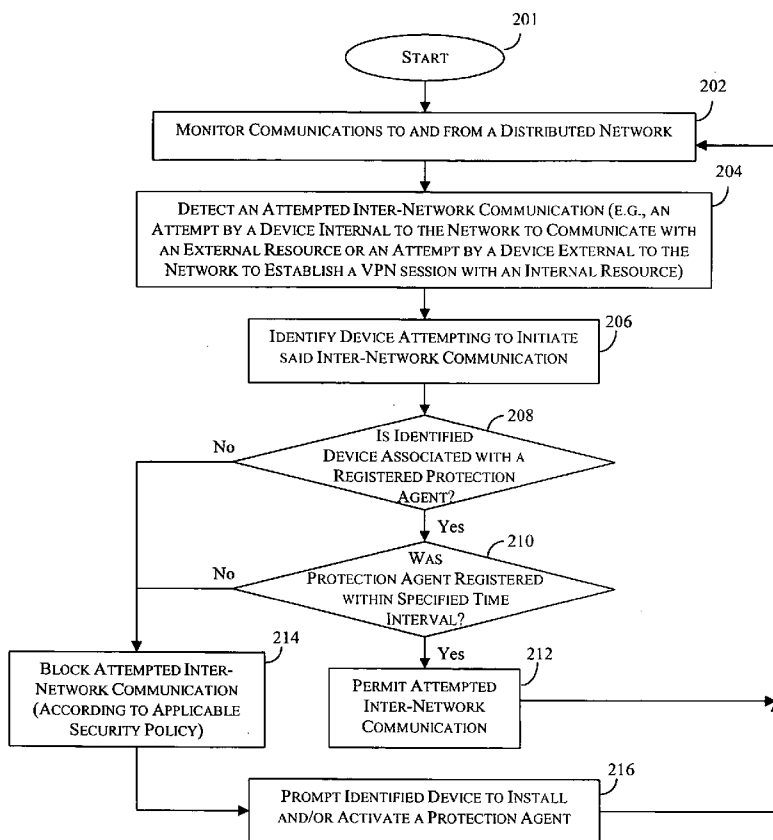 201
START
202
MONITOR COMMUNICATIONS TO AND FROM A DISTRIBUTED NETWORK
204
DETECT AN ATTEMPTED INTER-NETWORK COMMUNICATION (E.G., AN
ATTEMPT BY A DEVICE INTERNAL TO THE NETWORK TO COMMUNICATE WITH
AN EXTERNAL RESOURCE OR AN ATTEMPT BY A DEVICE EXTERNAL TO THE
NETWORK TO ESTABLISH A VPN SESSION WITH AN INTERNAL RESOURCE)
206
IDENTIFY DEVICE ATTEMPTING TO INITIATE
SAID INTER-NETWORK COMMUNICATION
208
No
IS IDENTIFIED
DEVICE ASSOCIATED WITH A
REGISTERED PROTECTION
AGENT?
Yes
210
No
WAS
PROTECTION AGENT REGISTERED
WITHIN SPECIFIED TIME
INTERVAL?
Yes
214
BLOCK ATTEMPTED INTER-
NETWORK COMMUNICATION
(ACCORDING TO APPLICABLE
SECURITY POLICY)
212
PERMIT ATTEMPTED
INTER-NETWORK
COMMUNICATION
216
PROMPT IDENTIFIED DEVICE TO INSTALL
AND/OR ACTIVATE A PROTECTION AGENT